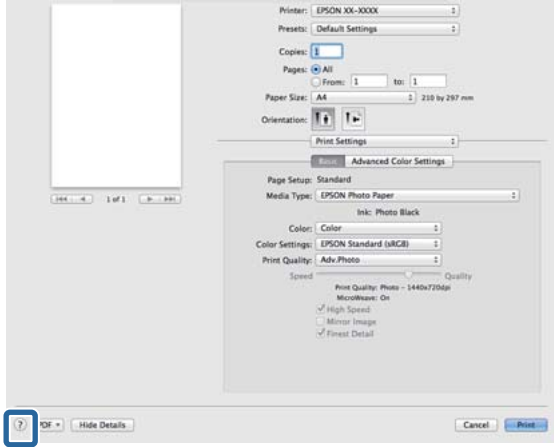 Printer: EPSON XX-XXXX
Presets: Default Settings
Copies: 1
Pages: All
From: 1 to: 1
Paper Size: A4 210 by 297 mm
Orientation:
Print Settings
Basic Advanced Color Settings
Page Setup: Standard
Media Type: EPSON Photo Paper
1 of 1
Ink: Photo Black
Color: Color
Color Settings: EPSON Standard (sRGB)
Print Quality: Adv.Photo
Speed Quality
Print Quality: Photo - 1440x720dpi
MicroWeave: On
High Speed
Mirror Image
Finest Detail
? PDF Hide Details Cancel Print